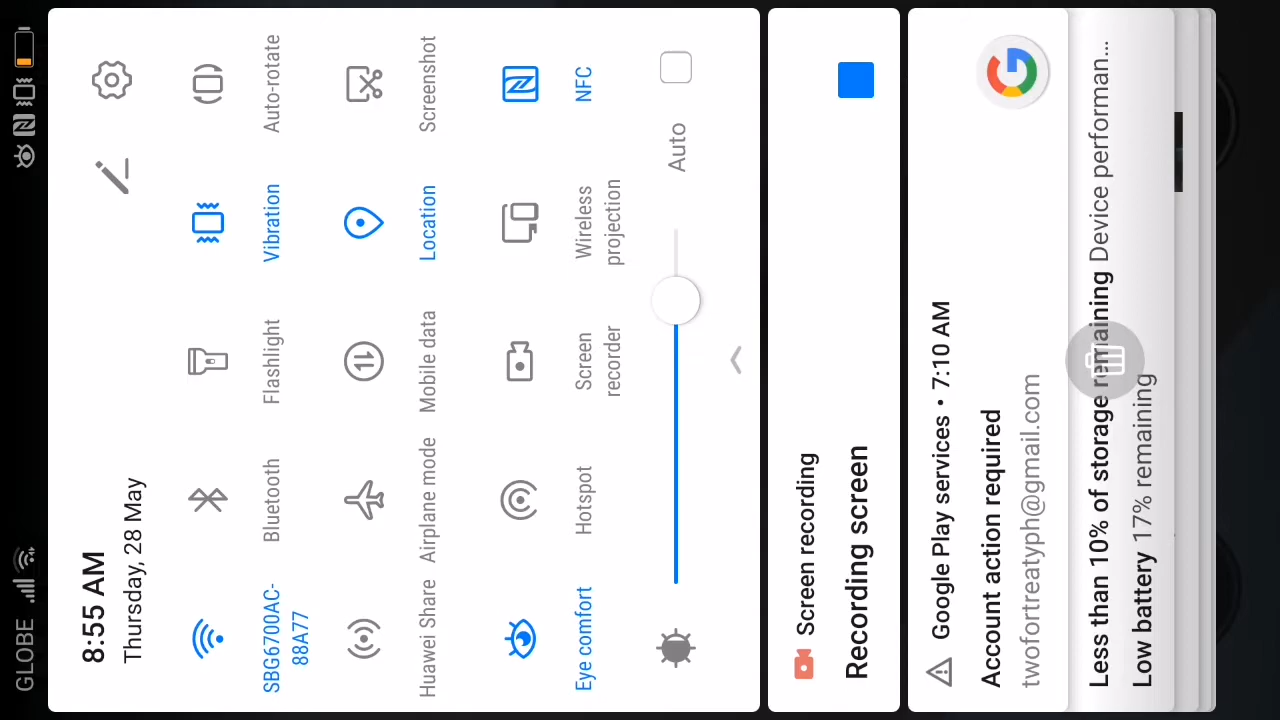 GLOBE
8:55 AM
Thursday, 28 May
SBG6700AC-
88A77
Bluetooth
Flashlight
Vibration
Auto-rotate
Huawei Share
Airplane mode
Mobile data
Location
Screenshot
Eye comfort
Hotspot
Screen
recorder
Wireless
projection
NFC
Auto
Screen recording
Recording screen
Google Play services • 7:10 AM
Account action required
twofortreatyph@gmail.com
Less than 10% of storage remaining Device performan...
Low battery 17% remaining